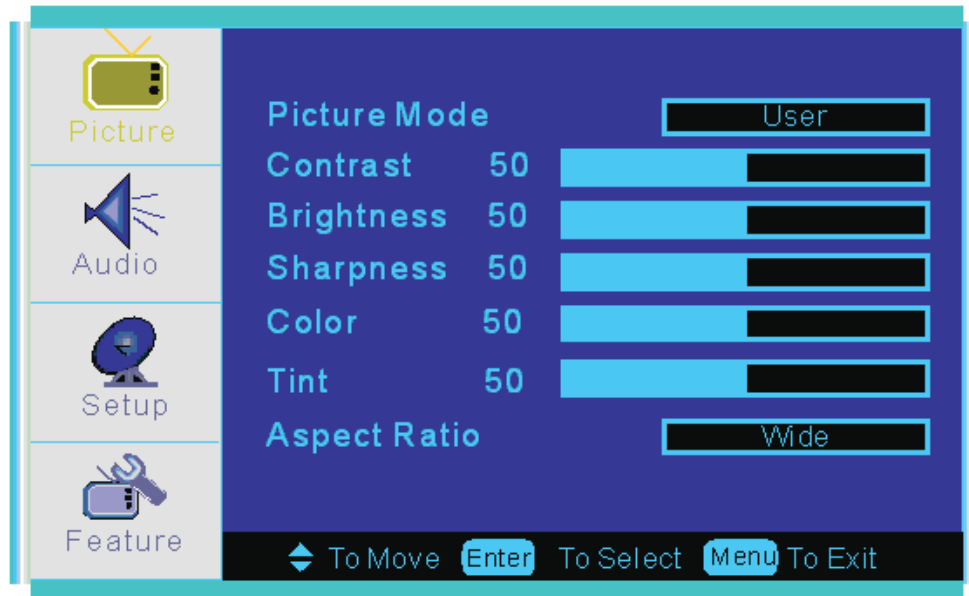 Picture
Audio
Setup
Feature
Picture Mode User
Contrast 50
Brightness 50
Sharpness 50
Color 50
Tint 50
Aspect Ratio Wide
To Move Enter To Select Menu To Exit